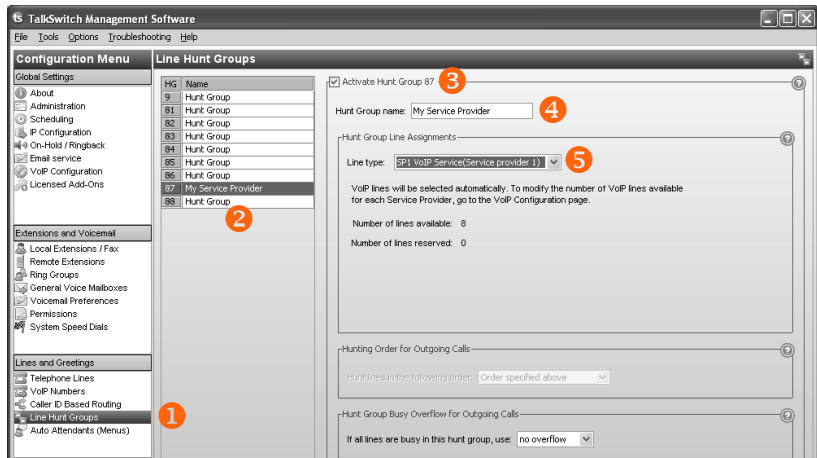 ts TalkSwitch Management Software
File Tools Options Troubleshooting Help
Configuration Menu
Global Settings
About
Administration
Scheduling
IP Configuration
On-Hold / Ringback
Email service
VoIP Configuration
Licensed Add-Ons
Extensions and Voicemail
Local Extensions / Fax
Remote Extensions
Ring Groups
General Voice Mailboxes
Voicemail Preferences
Permissions
System Speed Dials
Lines and Greetings
Telephone Lines
VoIP Numbers
Caller ID Based Routing
Line Hunt Groups
Auto Attendants (Menus)
1
Line Hunt Groups
HG Name
9 Hunt Group
81 Hunt Group
82 Hunt Group
83 Hunt Group
84 Hunt Group
85 Hunt Group
86 Hunt Group
87 My Service Provider
88 Hunt Group
2
Activate Hunt Group 87 3 ?
Hunt Group name: My Service Provider 4
Hunt Group Line Assignments ?
Line type: SP1 VoIP Service(Service provider 1) 5
VoIP lines will be selected automatically. To modify the number of VoIP lines available
for each Service Provider, go to the VoIP Configuration page.
Number of lines available: 8
Number of lines reserved: 0
Hunting Order for Outgoing Calls ?
Hunt lines in the following order: Order specified above
Hunt Group Busy Overflow for Outgoing Calls ?
If all lines are busy in this hunt group, use: no overflow